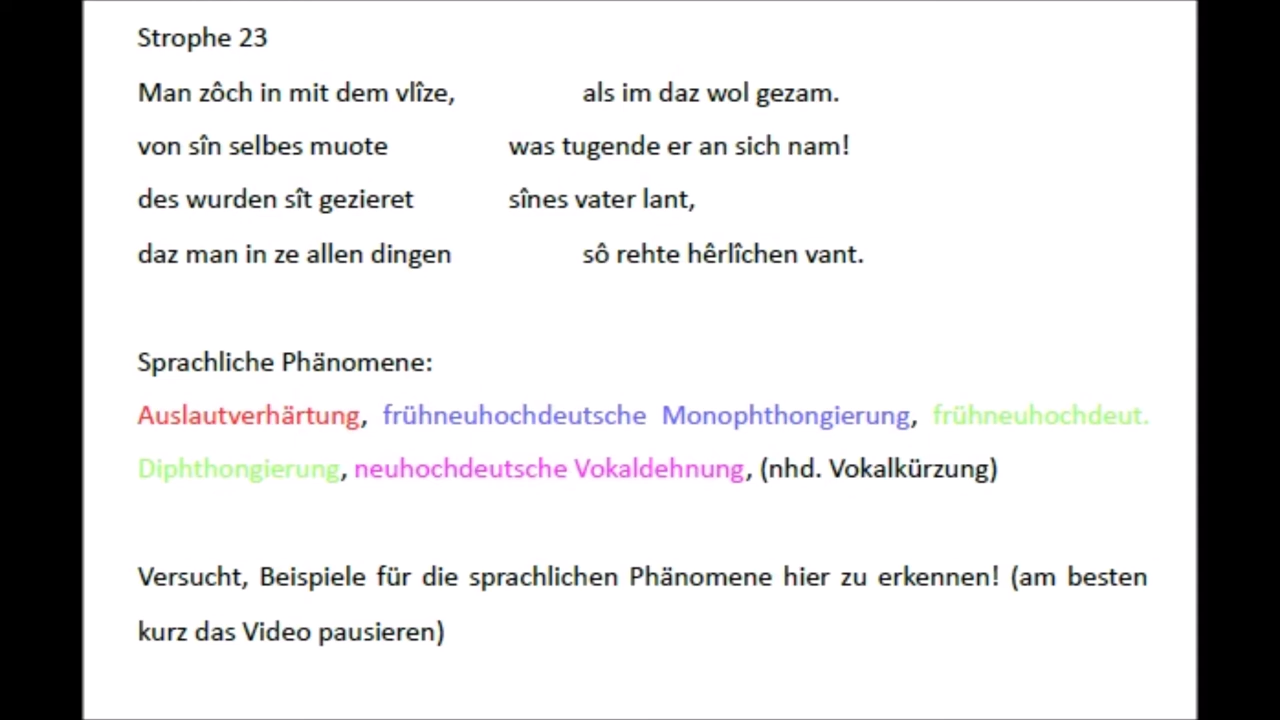 Strophe 23
Man zôch in mit dem vlîze, als im daz wol gezam.
von sîn selbes muote was tugende er an sich nam!
des wurden sît gezieret sînes vater lant,
daz man in ze allen dingen sô rehte hêrlîchen vant.
Sprachliche Phänomene:
Auslautverhärtung, frühneuhochdeutsche Monophthongierung, frühneuhochdeut.
Diphthongierung, neuhochdeutsche Vokaldehnung, (nhd. Vokalkürzung)
Versucht, Beispiele für die sprachlichen Phänomene hier zu erkennen! (am besten
kurz das Video pausieren)